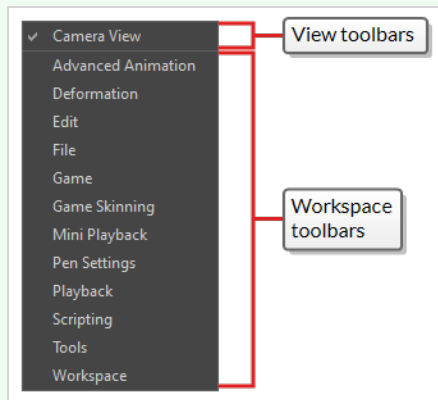 Camera View
View toolbars
Advanced Animation
Deformation
Edit
File
Game
Game Skinning
Mini Playback
Pen Settings
Playback
Scripting
Tools
Workspace
Workspace
toolbars